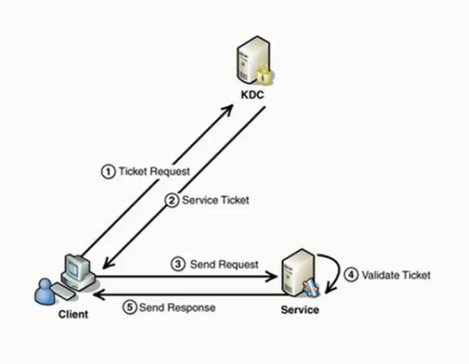 KDC
① Ticket Request
② Service Ticket
③ Send Request
④ Validate Ticket
Client
⑤ Send Response
Service